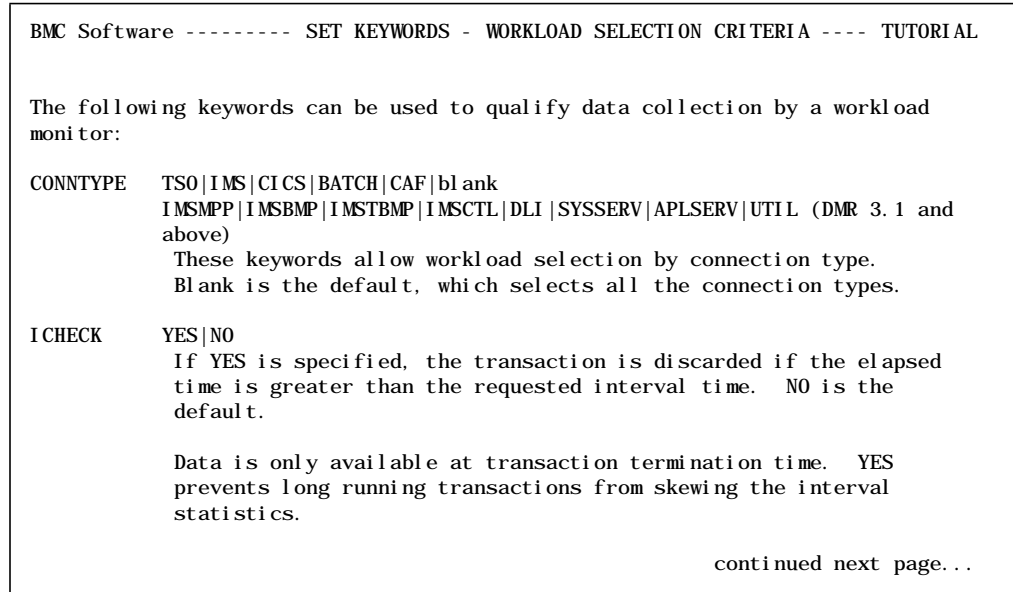 BMC Software --------- SET KEYWORDS - WORKLOAD SELECTION CRITERIA ---- TUTORIAL
The following keywords can be used to qualify data collection by a workload
monitor:
CONNTYPE TSO|IMS|CICS|BATCH|CAF|blank
IMSMPP|IMSBMP|IMSTBMP|IMSCTL|DLI|SYSSERV|APLSERV|UTIL (DMR 3.1 and
above)
These keywords allow workload selection by connection type.
Blank is the default, which selects all the connection types.
ICHECK YES|NO
If YES is specified, the transaction is discarded if the elapsed
time is greater than the requested interval time. NO is the
default.
Data is only available at transaction termination time. YES
prevents long running transactions from skewing the interval
statistics.
continued next page...